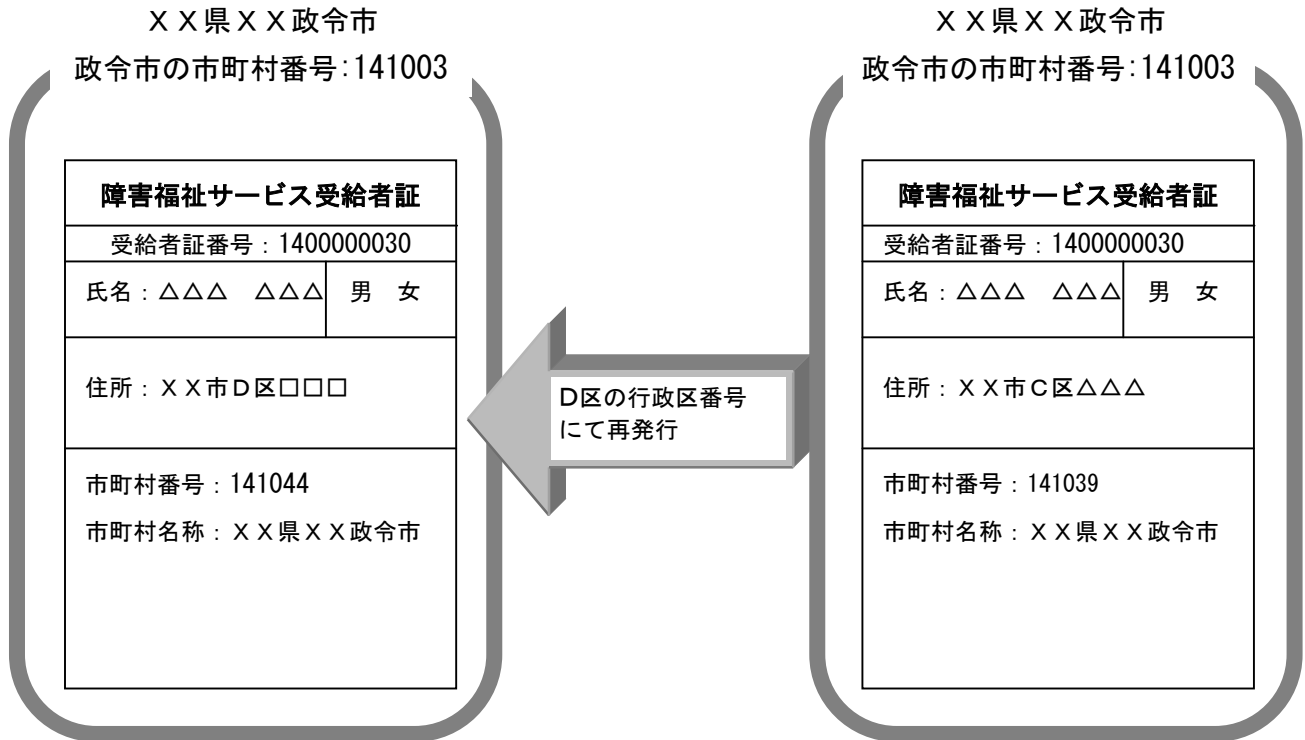 ＸＸ県ＸＸ政令市
政令市の市町村番号：141003
障害福祉サービス受給者証
受給者証番号：1400000030
氏名：△△△　△△△
男　女
住所：ＸＸ市Ｄ区□□□
市町村番号：141044
市町村名称：ＸＸ県ＸＸ政令市
Ｄ区の行政区番号
にて再発行
ＸＸ県ＸＸ政令市
政令市の市町村番号：141003
障害福祉サービス受給者証
受給者証番号：1400000030
氏名：△△△　△△△
男　女
住所：ＸＸ市Ｃ区△△△
市町村番号：141039
市町村名称：ＸＸ県ＸＸ政令市